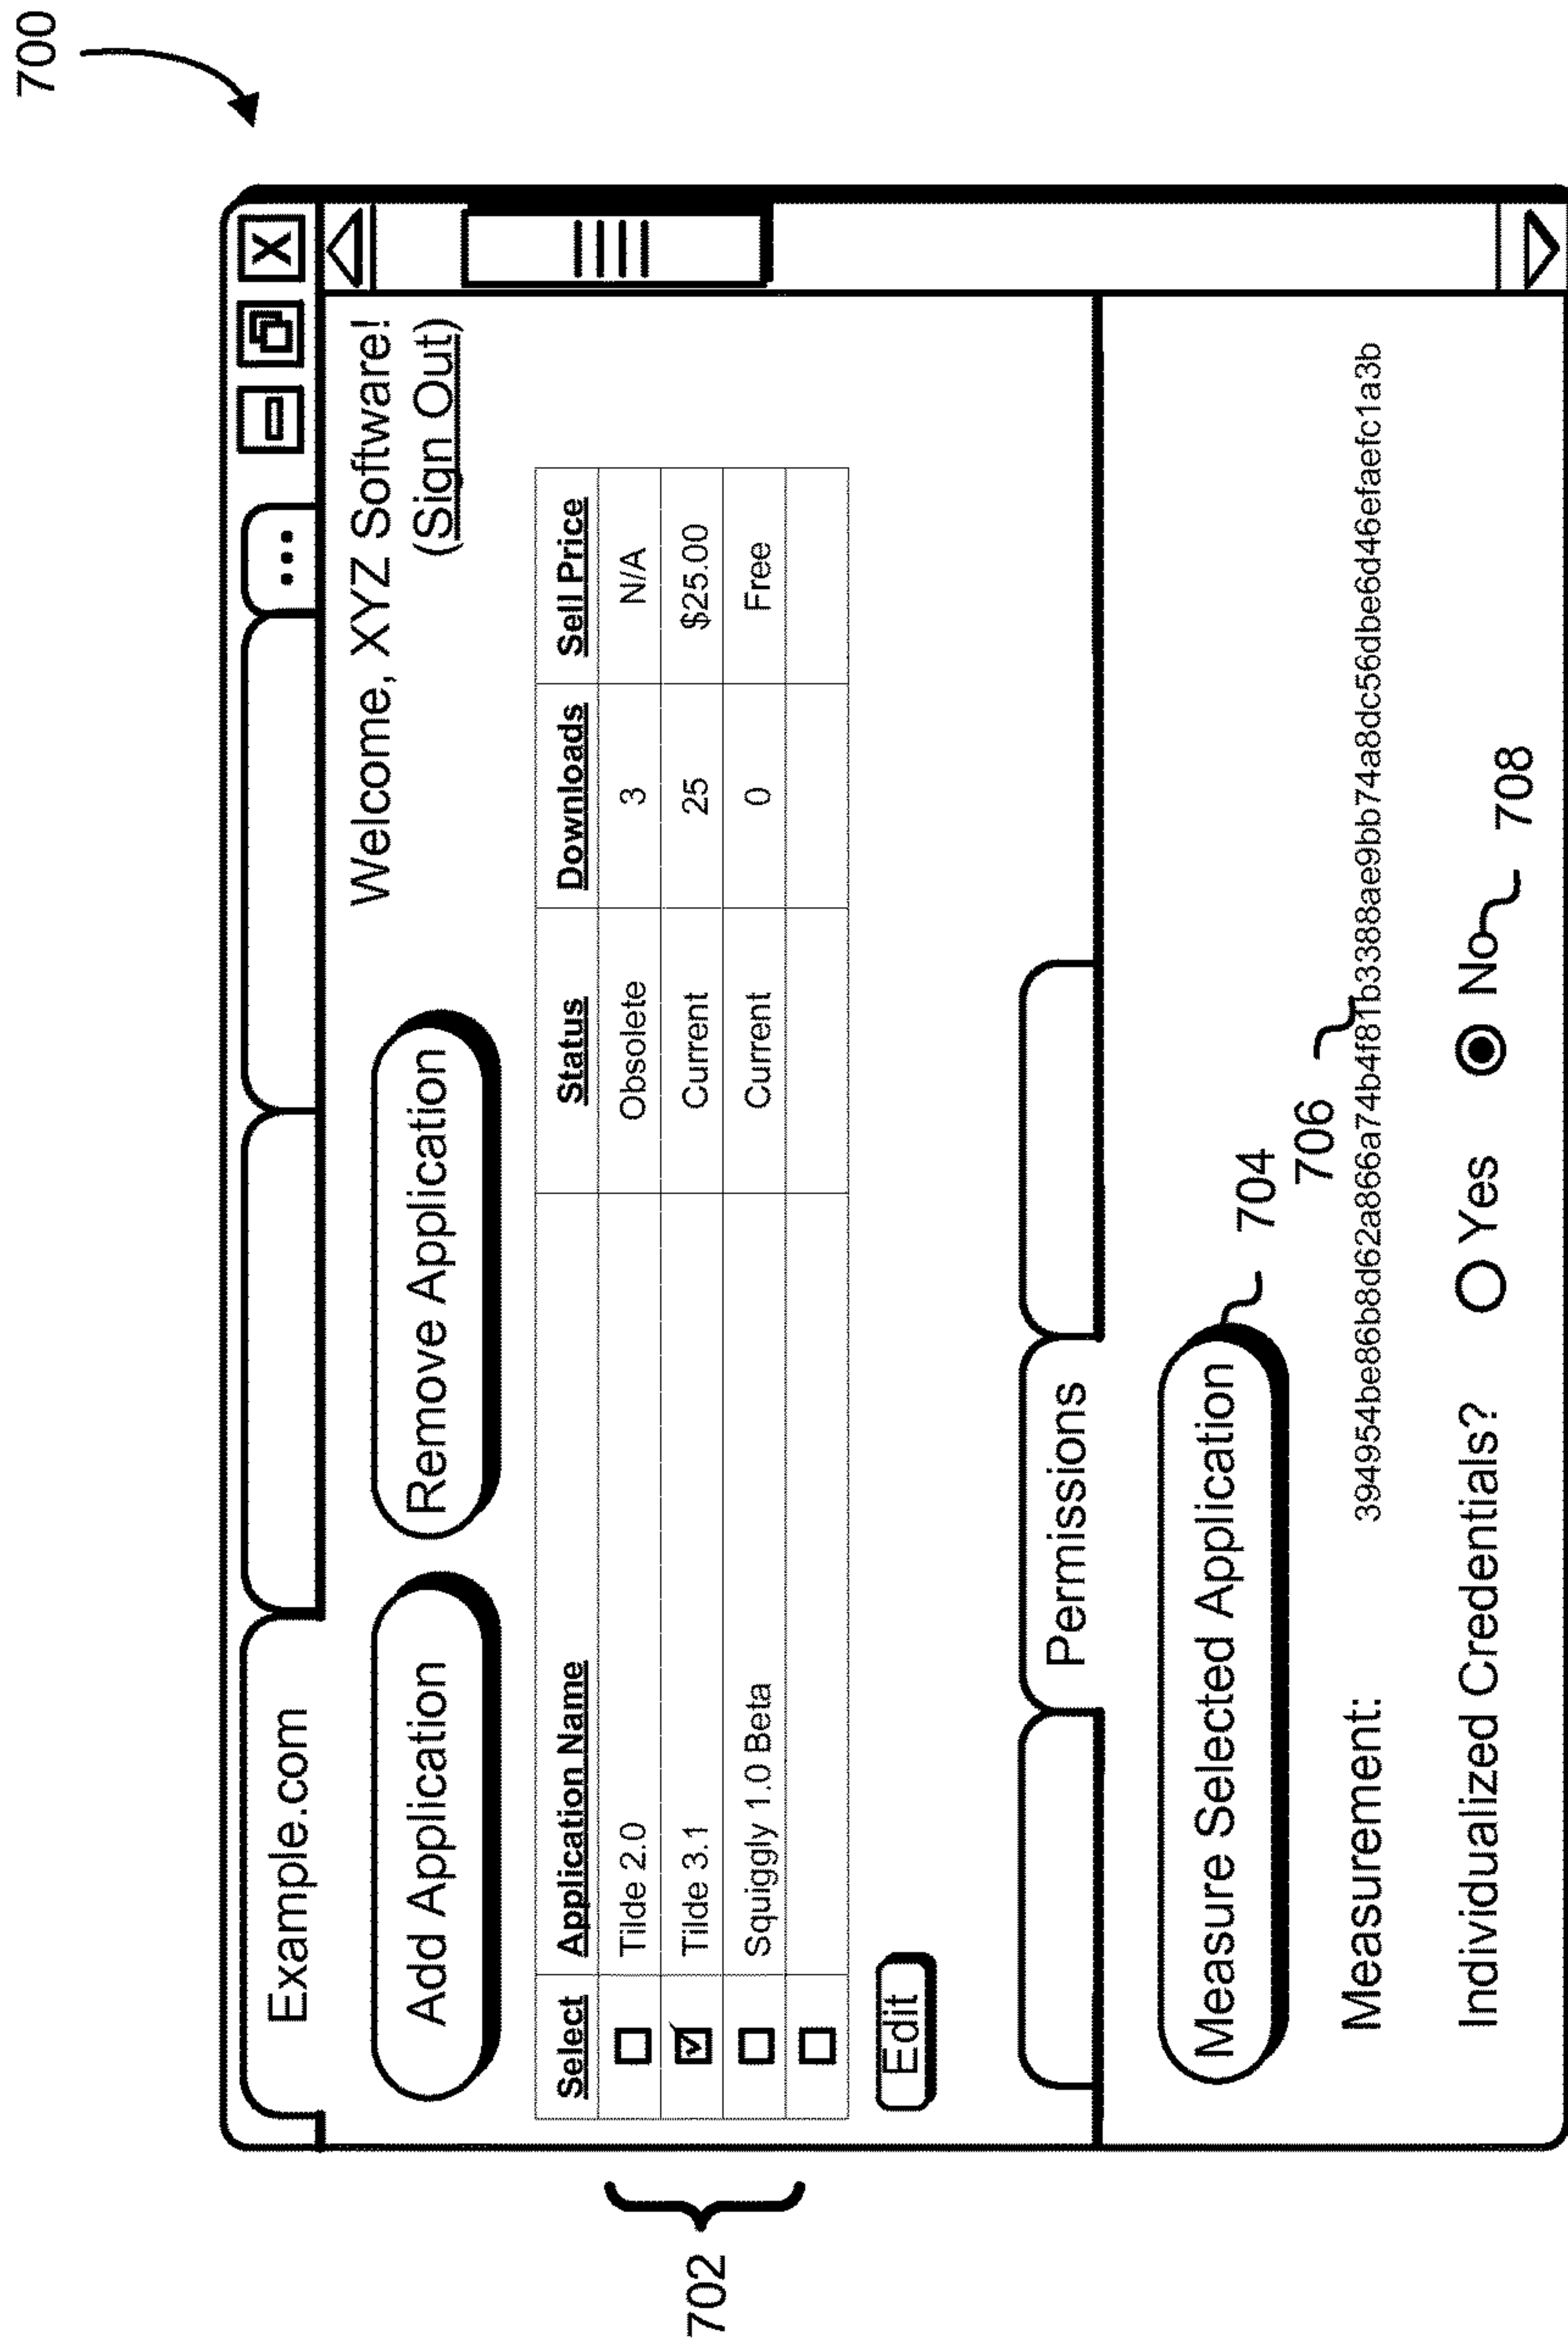 700
Example.com
...
X
Welcome, XYZ Software!
(Sign Out)
Add Application
Remove Application
Select Application Name Status Downloads Sell Price
Tilde 2.0 Obsolete 3 N/A
Tilde 3.1 Current 25 $25.00
Squiggly 1.0 Beta Current 0 Free
702
Edit
Permissions
Measure Selected Application
704
706
Measurement: 394954be86b8d62a866a74b4f81b3388ae9bb74a8dc56dbe6d46efaefc1a3b
Individualized Credentials? Yes No
708